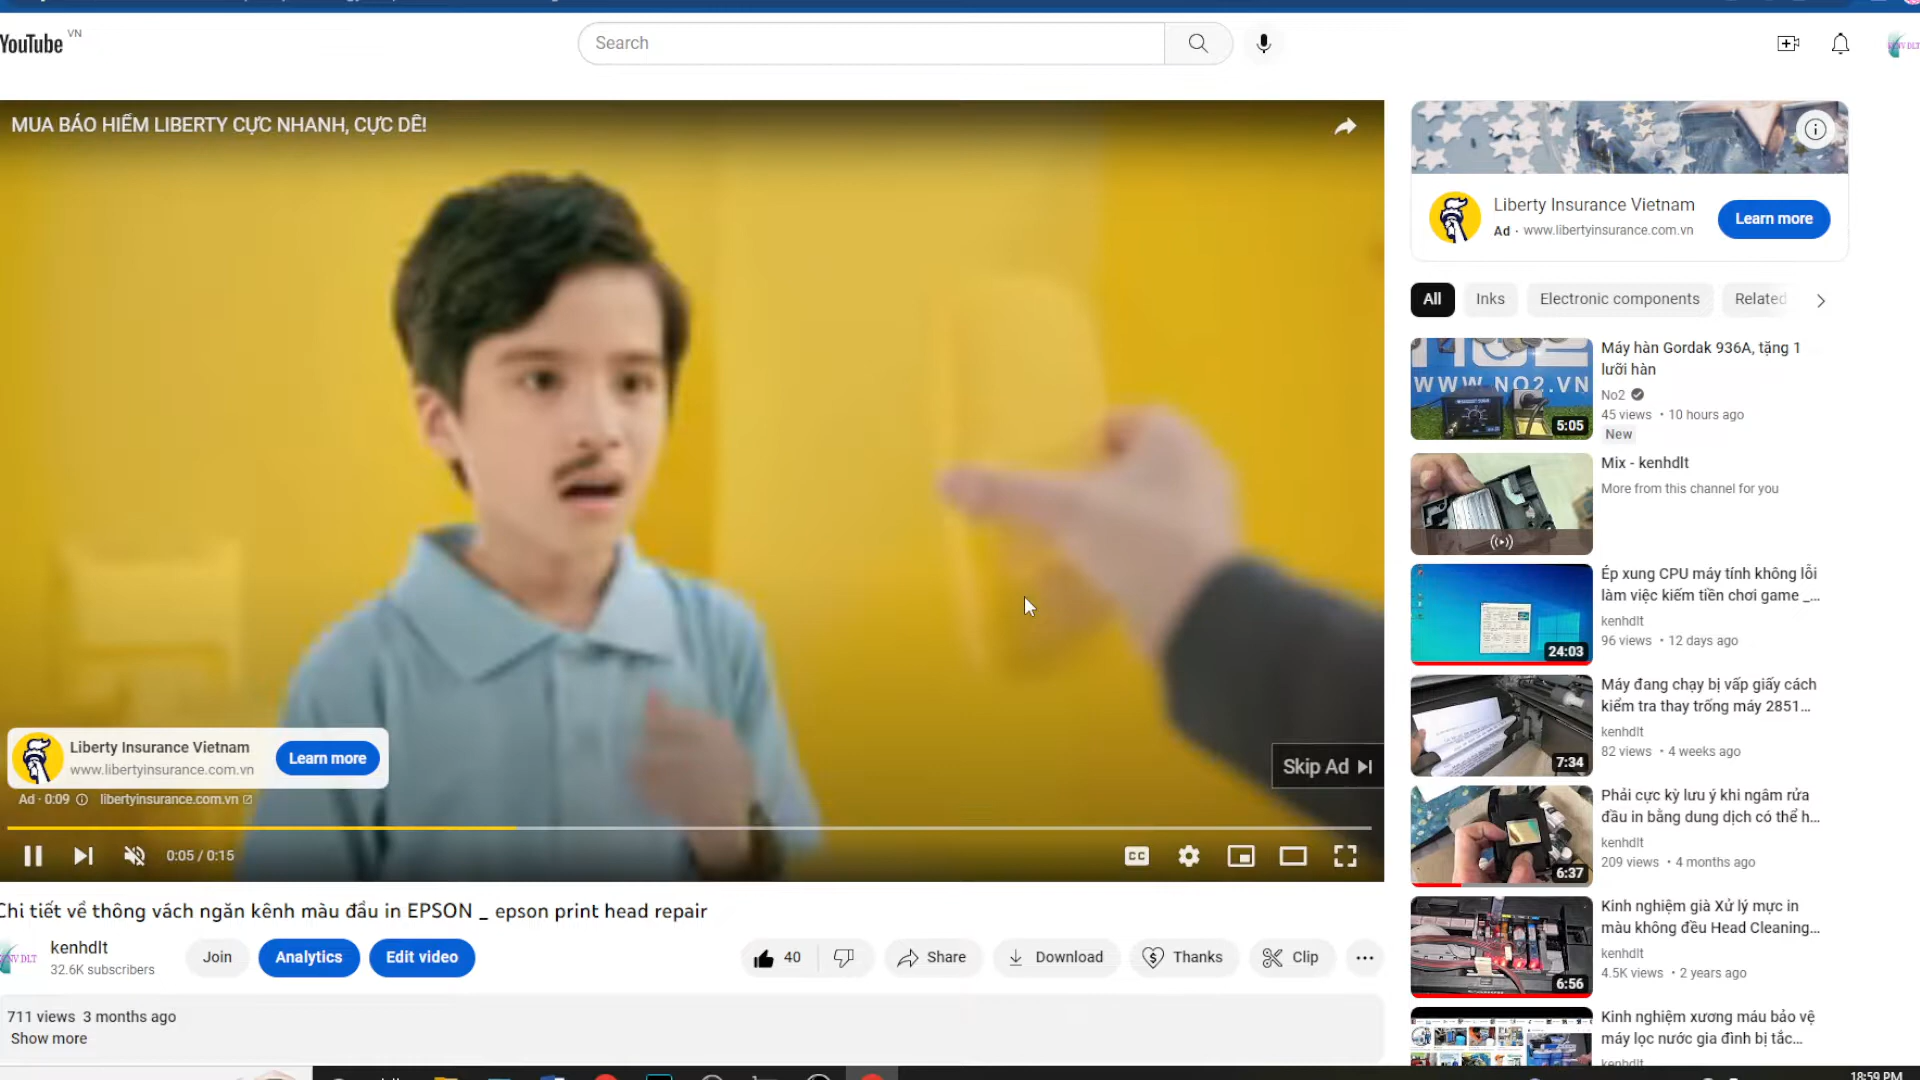 YouTube VN
Search
MUA BẢO HIỂM LIBERTY CỰC NHANH, CỰC DỄ!
Liberty Insurance Vietnam
Ad · www.libertyinsurance.com.vn
Learn more
All
Inks
Electronic components
Related
WWW.NO2.VN
5:05
Máy hàn Gordak 936A, tặng 1
lưỡi hàn
No2
45 views · 10 hours ago
New
Mix - kenhdlt
More from this channel for you
Ép xung CPU máy tính không lỗi
làm việc kiếm tiền chơi game _...
kenhdlt
96 views · 12 days ago
24:03
Máy đang chạy bị vấp giấy cách
kiểm tra thay trống máy 2851...
kenhdlt
82 views · 4 weeks ago
7:34
Phải cực kỳ lưu ý khi ngâm rửa
đầu in bằng dung dịch có thể h...
kenhdlt
209 views · 4 months ago
6:37
Kinh nghiệm già Xử lý mực in
màu không đều Head Cleaning...
kenhdlt
4.5K views · 2 years ago
6:56
Kinh nghiệm xương máu bảo vệ
máy lọc nước gia đình bị tắc...
kenhdlt
Liberty Insurance Vietnam
www.libertyinsurance.com.vn
Learn more
Ad · 0:09
libertyinsurance.com.vn
Skip Ad
0:05 / 0:15
CC
Chi tiết về thông vách ngăn kênh màu đầu in EPSON _ epson print head repair
kenhdlt
32.6K subscribers
Join
Analytics
Edit video
40
Share
Download
Thanks
Clip
711 views 3 months ago
Show more
18:59 PM